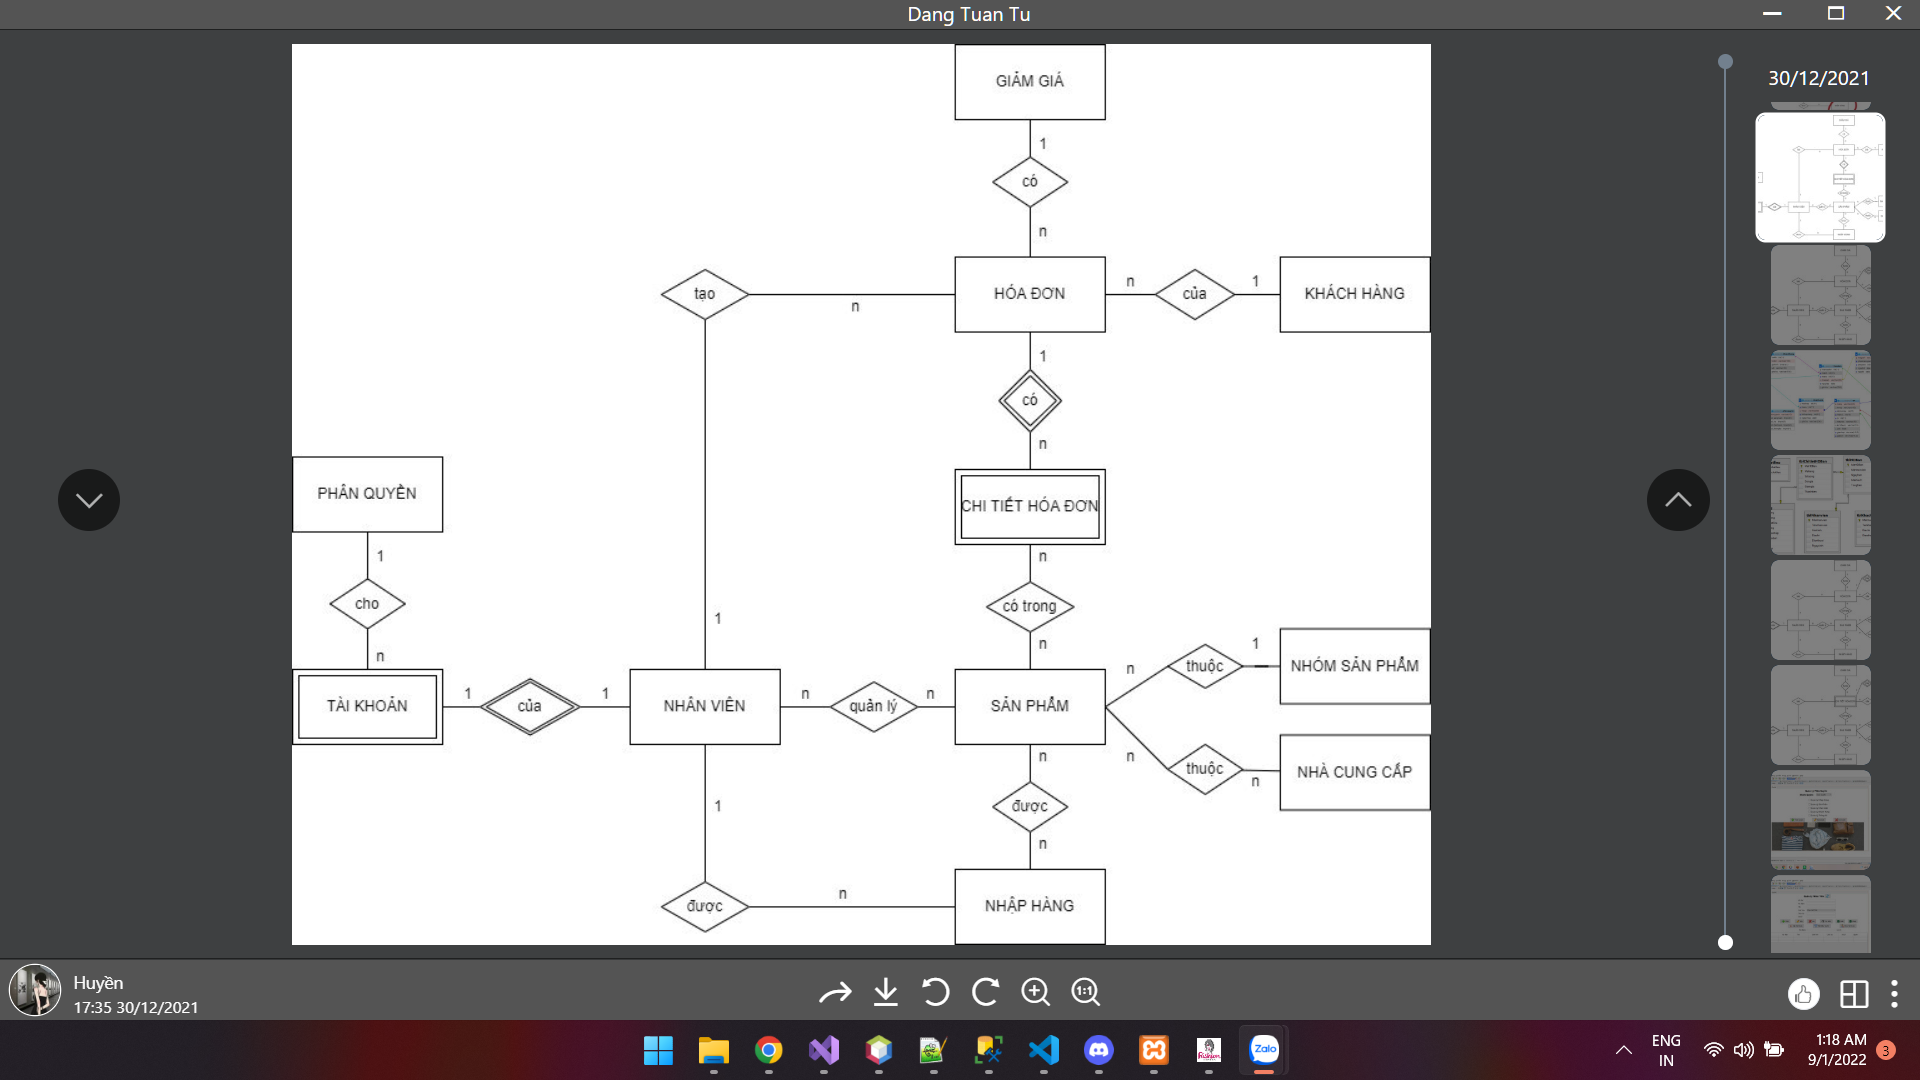 Dang Tuan Tu
30/12/2021
GIẢM GIÁ
1
có
n
tạo
n
HÓA ĐƠN
n
của
1
KHÁCH HÀNG
1
có
n
PHÂN QUYỀN
CHI TIẾT HÓA ĐƠN
1
n
cho
có trong
1
n
n
thuộc
1
NHÓM SẢN PHẨM
n
TÀI KHOẢN
1
của
1
NHÂN VIÊN
n
quản lý
n
SẢN PHẨM
n
thuộc
n
NHÀ CUNG CẤP
n
1
được
n
n
được
NHẬP HÀNG
Huyền
17:35 30/12/2021
1:1
Zalo
ENG
IN
1:18 AM
9/1/2022
3